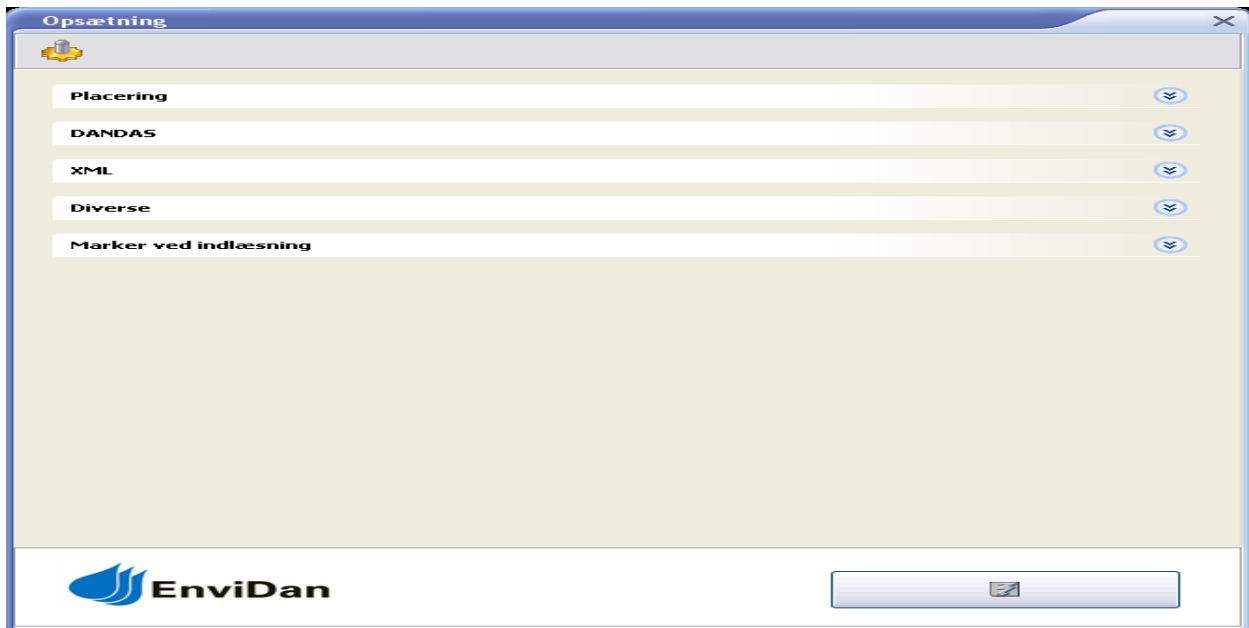 Opsætning
Placering
DANDAS
XML
Diverse
Marker ved indlæsning
EnviDan